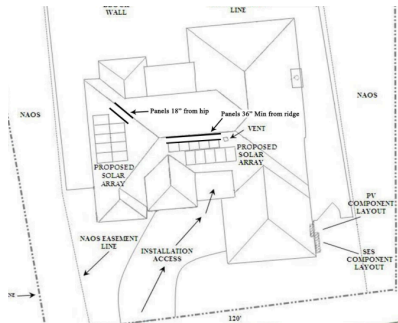 WALL
LINE
NAOS
NAOS
Panels 18" from hip
Panels 36" Min from ridge
VENT
PROPOSED
SOLAR
ARRAY
PROPOSED
SOLAR
ARRAY
PV
COMPONENT
LAYOUT
NAOS EASEMENT
LINE
INSTALLATION
ACCESS
SES
COMPONENT
LAYOUT
120'